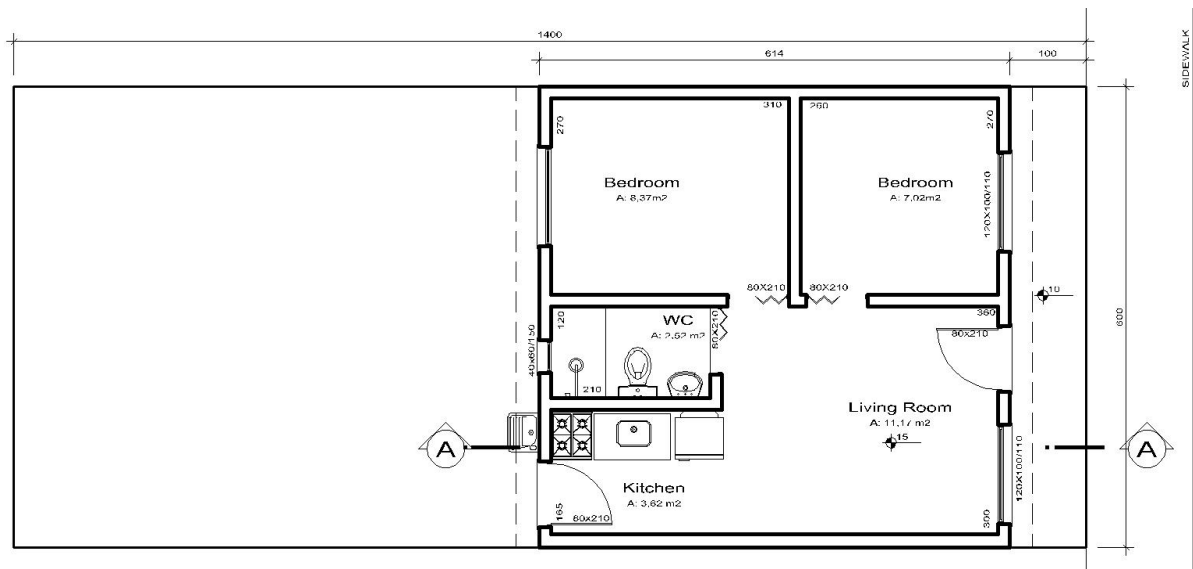 1400
614
100
SIDEWALK
310
260
270
270
Bedroom
A: 8,37m2
Bedroom
A: 7,02m2
120X100/110
80X210
80X210
10
120
WC
A: 2,52 m2
80X210
360
80x210
600
40x60/150
210
Living Room
A: 11,17 m2
15
A
A
120X100/110
Kitchen
A: 3,62 m2
165
80x210
300